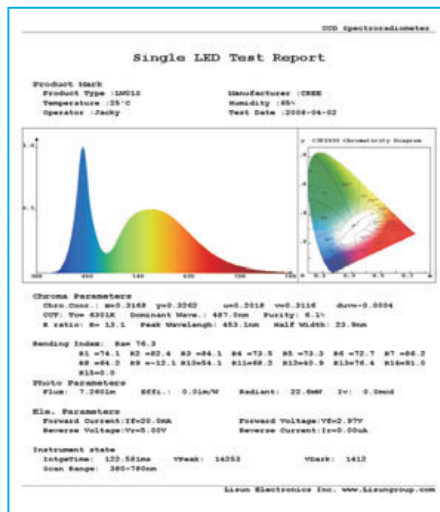 CCD Spectroradiometer
Single LED Test Report
Product Mark
Product Type :LW01S Manufacturer :CREE
Temperature :25°C Humidity :65%
Operator :Jacky Test Date :2008-04-02
y CIE1931 Chromaticity Diagram
Chroma Parameters
Chro.Coor.: x=0.3168 y=0.3262 u=0.2018 v=0.3116 duv=-0.0004
CCT: Tc= 6301K Dominant Wave.: 487.0nm Purity: 6.1%
R ratio: R= 13.1 Peak Wavelengh: 453.1nm Half Width: 23.9nm
Rending Index: Ra= 76.3
R1 =74.1 R2 =82.4 R3 =84.1 R4 =73.5 R5 =73.3 R6 =72.7 R7 =86.2
R8 =64.2 R9 =-12.1 R10=54.1 R11=68.2 R12=40.9 R13=76.4 R14=91.0
R15=0.0
Photo Parameters
Flux: 7.260lm Effi.: 0.01m/W Radiant: 22.6mW Iv: 0.0mcd
Ele. Parameters
Forward Current:If=20.0mA Forward Voltage:Vf=2.97V
Reverse Voltage:Vr=5.00V Reverse Current:Ir=0.00uA
Instrument state
IntgeTime: 122.581ms VPeak: 14253 VDark: 1412
Scan Range: 380-780nm
Lisun Electronics Inc. www.Lisungroup.com